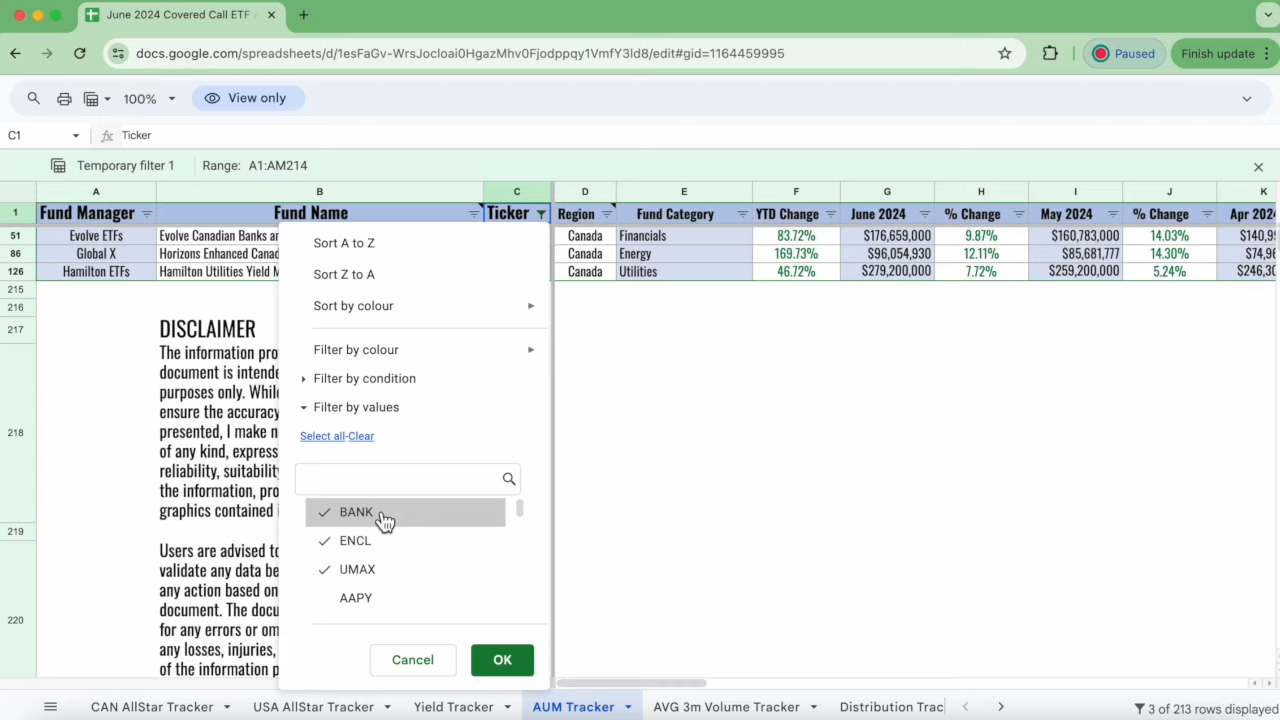 June 2024 Covered Call ETF
docs.google.com/spreadsheets/d/1esFaGv-WrsJocIoai0HgazMhv0Fjodppqy1VmfY3Id8/edit#gid=1164459995
Paused
Finish update
100%
View only
C1
fx
Ticker
Temporary filter 1
Range: A1:AM214
A B C D E F G H I J K
1 Fund Manager Fund Name Ticker Region Fund Category YTD Change June 2024 % Change May 2024 % Change Apr 202
51 Evolve ETFs Evolve Canadian Banks an Canada Financials 83.72% $176,659,000 9.87% $160,783,000 14.03% $140,9
86 Global X Horizons Enhanced Canad Canada Energy 169.73% $96,054,930 12.11% $85,681,777 14.30% $74,96
126 Hamilton ETFs Hamilton Utilities Yield M Canada Utilities 46.72% $279,200,000 7.72% $259,200,000 5.24% $246,30
215
216
217
218
219
220
DISCLAIMER
The information pro
document is intende
purposes only. While
ensure the accuracy
presented, I make n
of any kind, express
reliability, suitability
the information, pro
graphics contained i
Users are advised to
validate any data be
any action based on
document. The docu
for any errors or om
any losses, injuries,
of the information p
Sort A to Z
Sort Z to A
Sort by colour
Filter by colour
Filter by condition
Filter by values
Select all-Clear
BANK
ENCL
UMAX
AAPY
Cancel
OK
CAN AllStar Tracker
USA AllStar Tracker
Yield Tracker
AUM Tracker
AVG 3m Volume Tracker
Distribution Trac
3 of 213 rows displayed